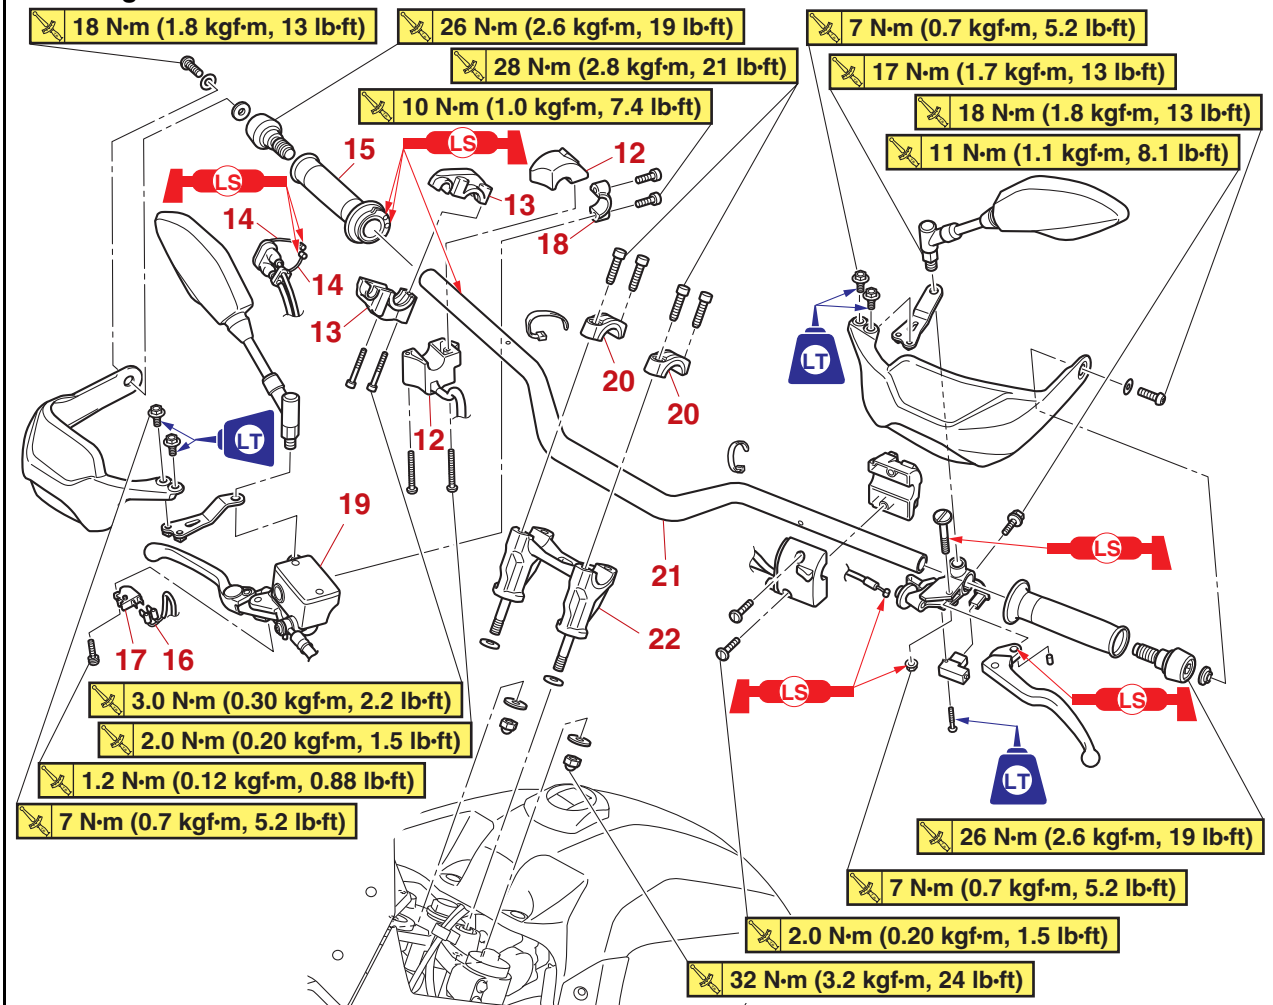 18 N•m (1.8 kgf•m, 13 lb•ft)
26 N•m (2.6 kgf•m, 19 lb•ft)
7 N•m (0.7 kgf•m, 5.2 lb•ft)
28 N•m (2.8 kgf•m, 21 lb•ft)
17 N•m (1.7 kgf•m, 13 lb•ft)
10 N•m (1.0 kgf•m, 7.4 lb•ft)
18 N•m (1.8 kgf•m, 13 lb•ft)
11 N•m (1.1 kgf•m, 8.1 lb•ft)
LS
15
12
LS
13
14
18
14
13
LT
20
20
12
LT
19
LS
21
22
17
16
LS
LS
3.0 N•m (0.30 kgf•m, 2.2 lb•ft)
2.0 N•m (0.20 kgf•m, 1.5 lb•ft)
1.2 N•m (0.12 kgf•m, 0.88 lb•ft)
LT
7 N•m (0.7 kgf•m, 5.2 lb•ft)
26 N•m (2.6 kgf•m, 19 lb•ft)
7 N•m (0.7 kgf•m, 5.2 lb•ft)
2.0 N•m (0.20 kgf•m, 1.5 lb•ft)
32 N•m (3.2 kgf•m, 24 lb•ft)